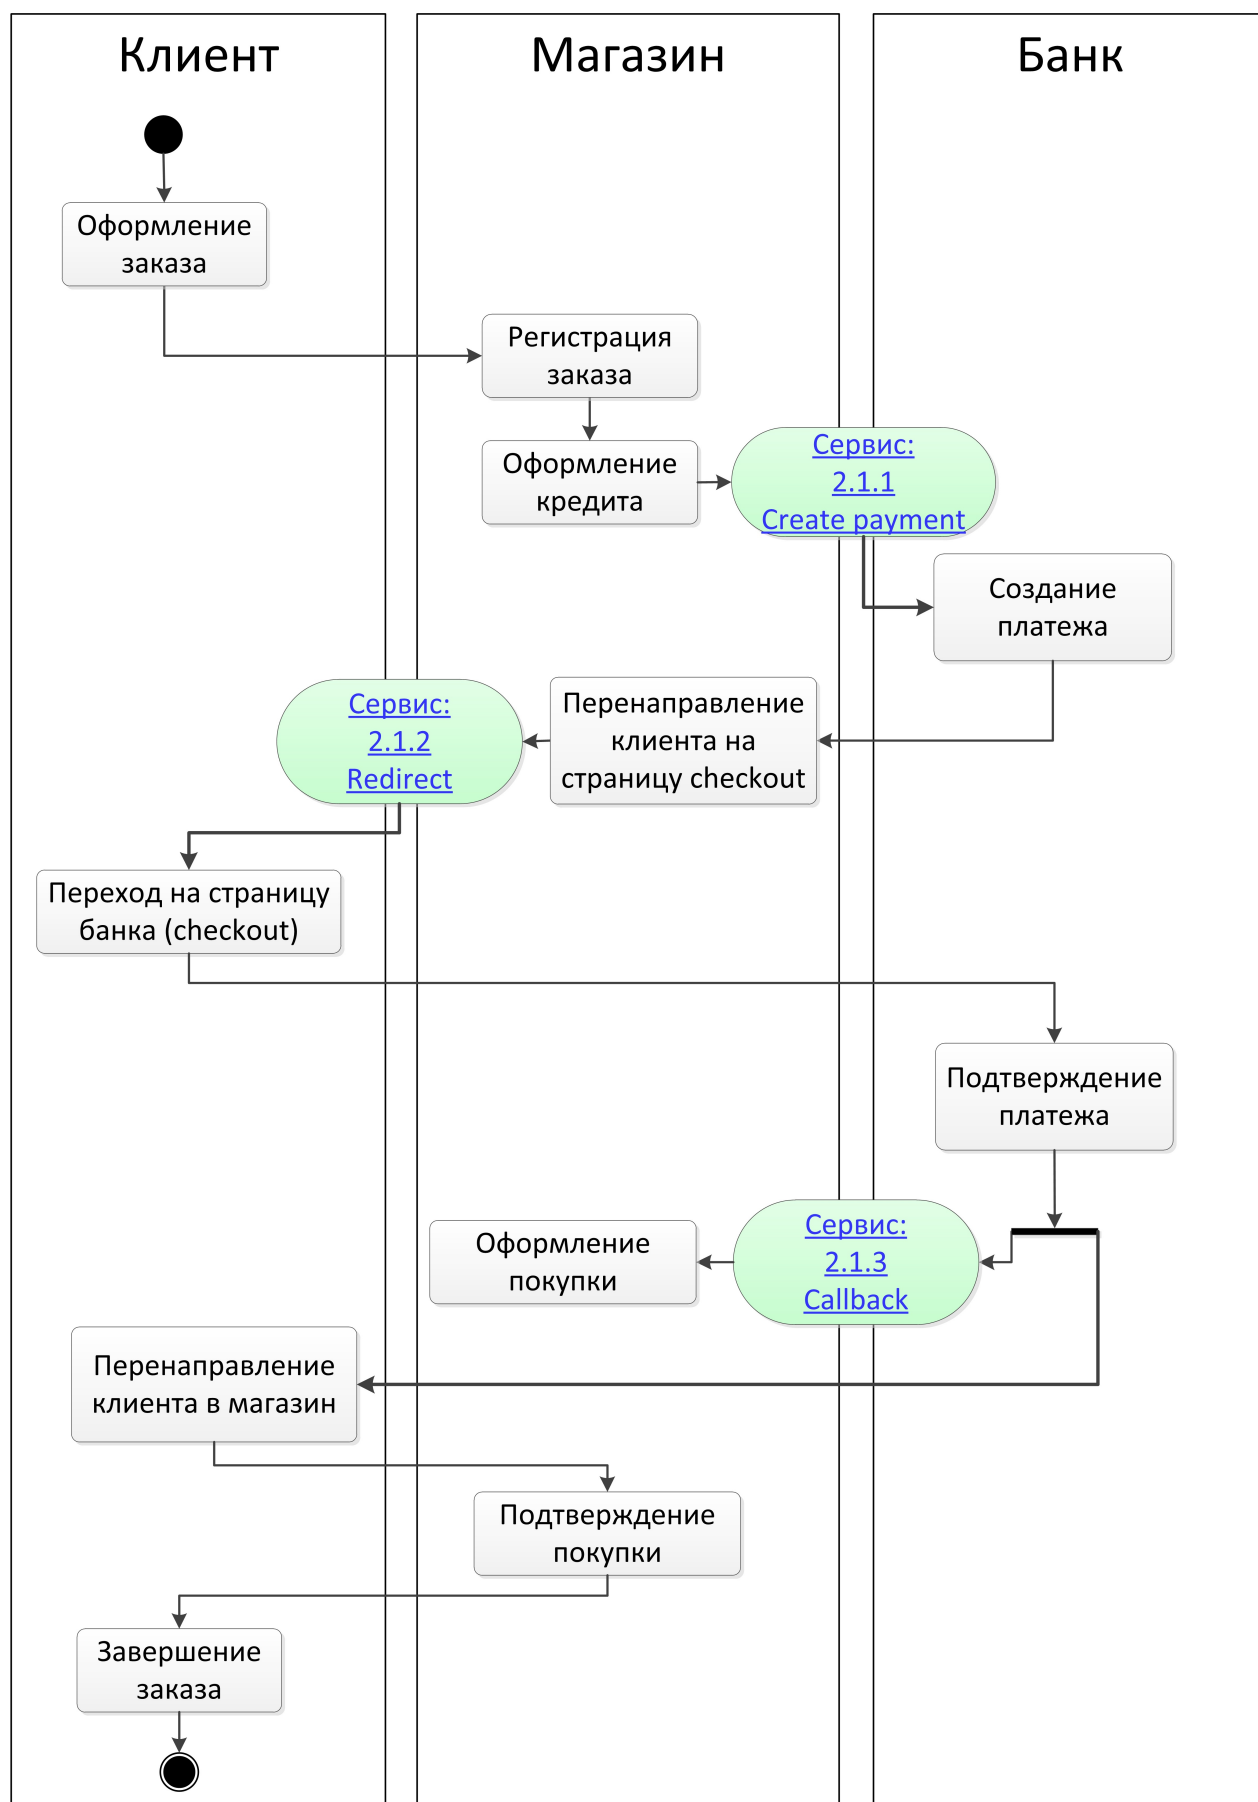 Клиент
Магазин
Банк
Оформление
заказа
Регистрация
заказа
Оформление
кредита
Сервис:
2.1.1
Create payment
Создание
платежа
Перенаправление
клиента на
страницу checkout
Сервис:
2.1.2
Redirect
Переход на страницу
банка (checkout)
Подтверждение
платежа
Сервис:
2.1.3
Callback
Оформление
покупки
Перенаправление
клиента в магазин
Подтверждение
покупки
Завершение
заказа